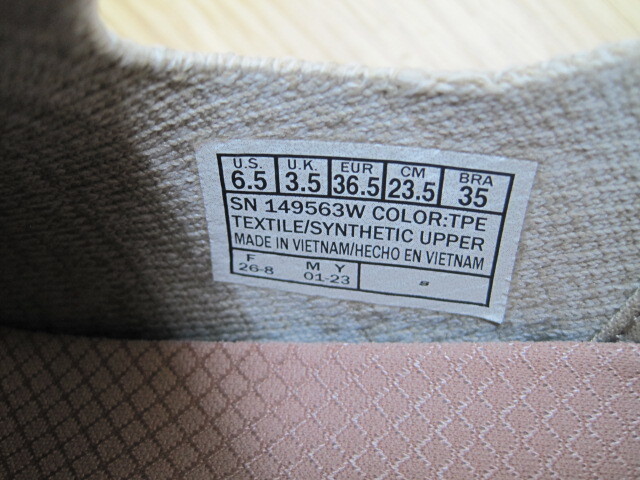 U.S. U.K. EUR CM BRA
6.5 3.5 36.5 23.5 35
SN 149563W COLOR:TPE
TEXTILE/SYNTHETIC UPPER
MADE IN VIETNAM/HECHO EN VIETNAM
F M Y
26-8 01-23